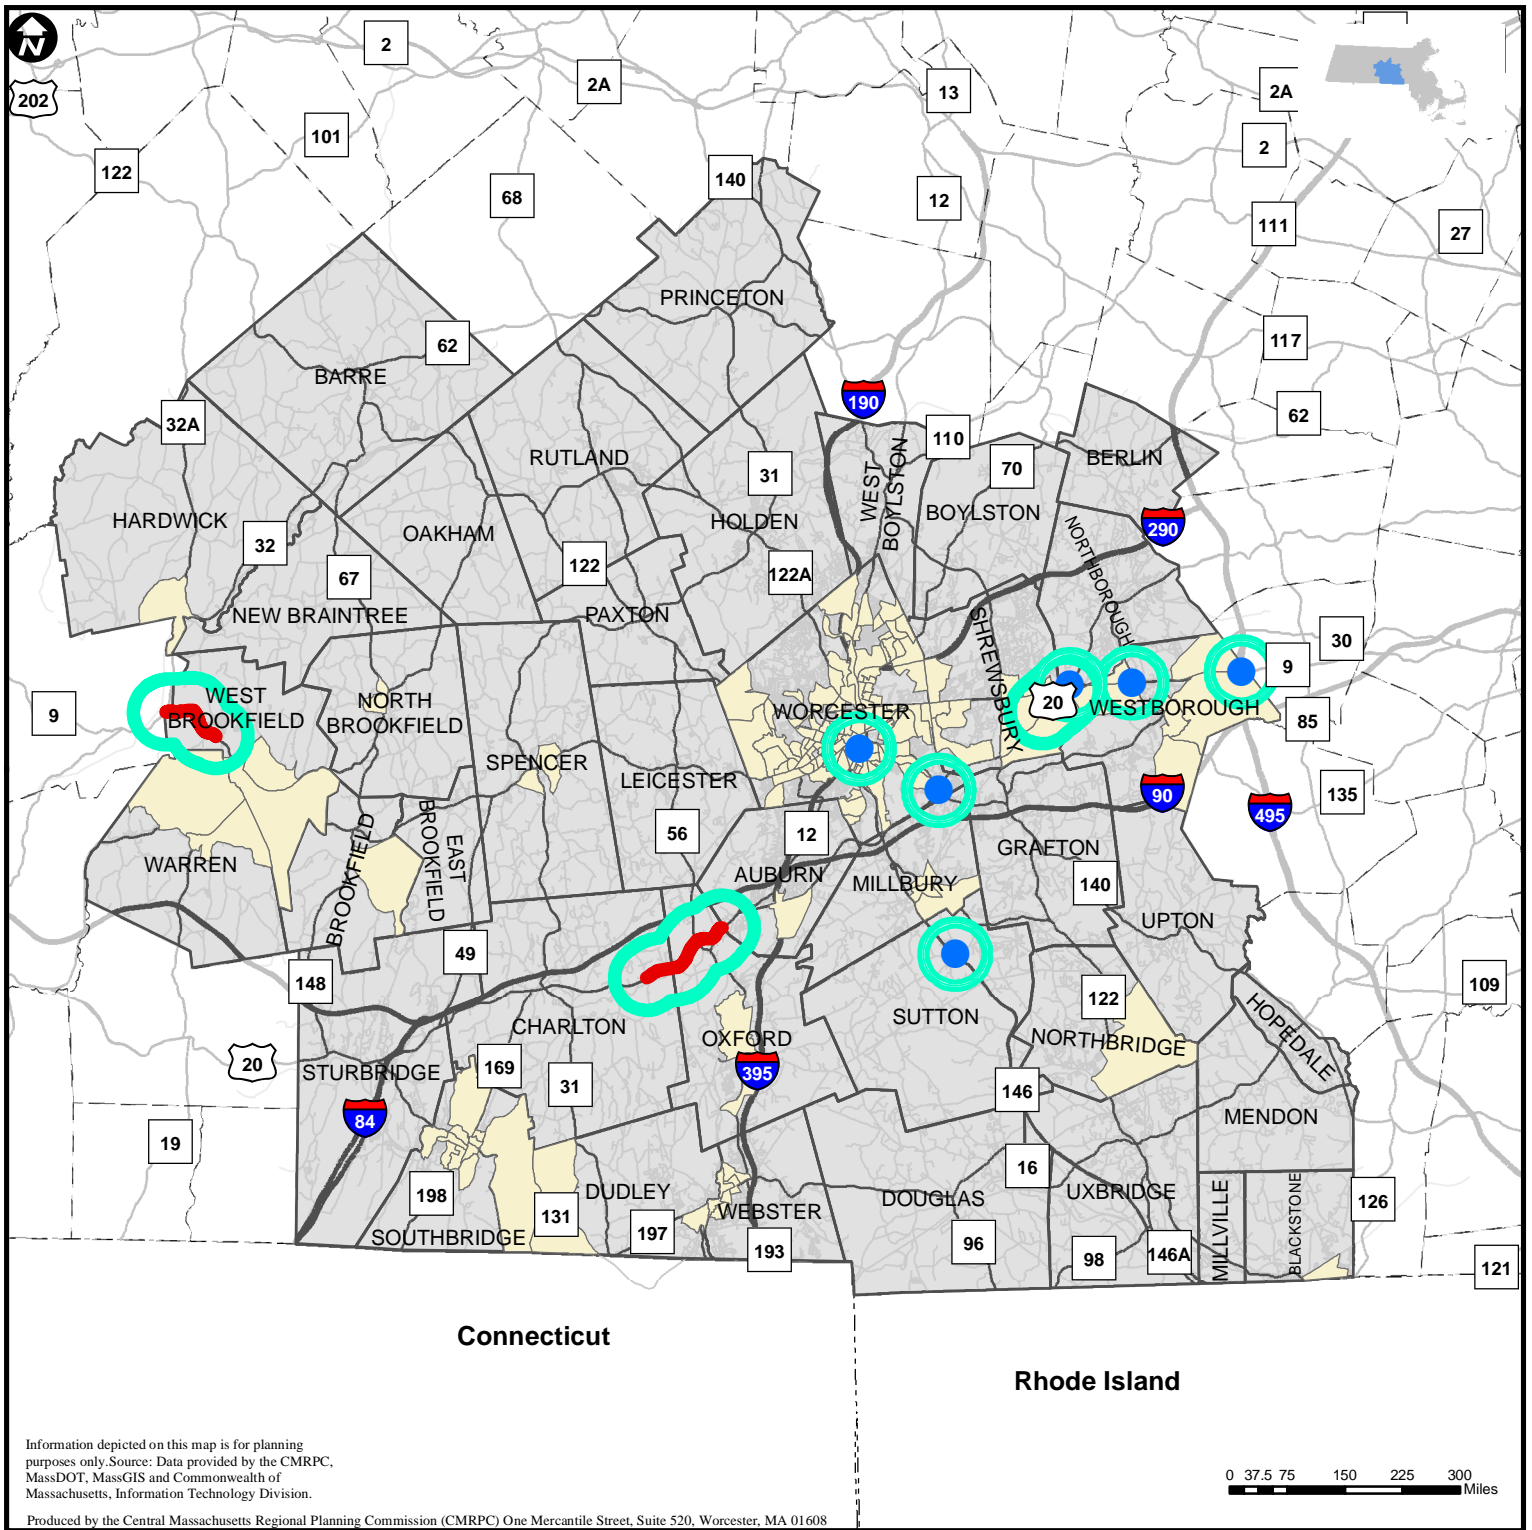 N
2
2A
13
2A
202
101
2
122
68
140
12
111
27
PRINCETON
117
62
BARRE
190
62
32A
110
BERLIN
RUTLAND
31
70
WEST
BOYLSTON
HARDWICK
HOLDEN
BOYLSTON
290
OAKHAM
32
NORTHBOROUGH
122
122A
67
NEW BRAINTREE
PAXTON
30
SHREWSBURY
9
WEST
BROOKFIELD
NORTH
BROOKFIELD
20
WESTBOROUGH
9
WORCESTER
85
SPENCER
LEICESTER
90
135
495
56
12
BROOKFIELD
EAST
BROOKFIELD
GRAFTON
WARREN
AUBURN
MILLBURY
140
UPTON
49
148
109
122
SUTTON
HOPEDALE
CHARLTON
OXFORD
NORTHBRIDGE
20
STURBRIDGE
169
395
31
146
84
MENDON
19
16
198
DUDLEY
DOUGLAS
UXBRIDGE
MILLVILLE
BLACKSTONE
126
131
WEBSTER
SOUTHBRIDGE
197
193
96
98
146A
121
Connecticut
Rhode Island
Information depicted on this map is for planning
purposes only.Source: Data provided by the CMRPC,
MassDOT, MassGIS and Commonwealth of
Massachusetts, Information Technology Division.
0 37.5 75 150 225 300
Miles
Produced by the Central Massachusetts Regional Planning Commission (CMRPC) One Mercantile Street, Suite 520, Worcester, MA 01608